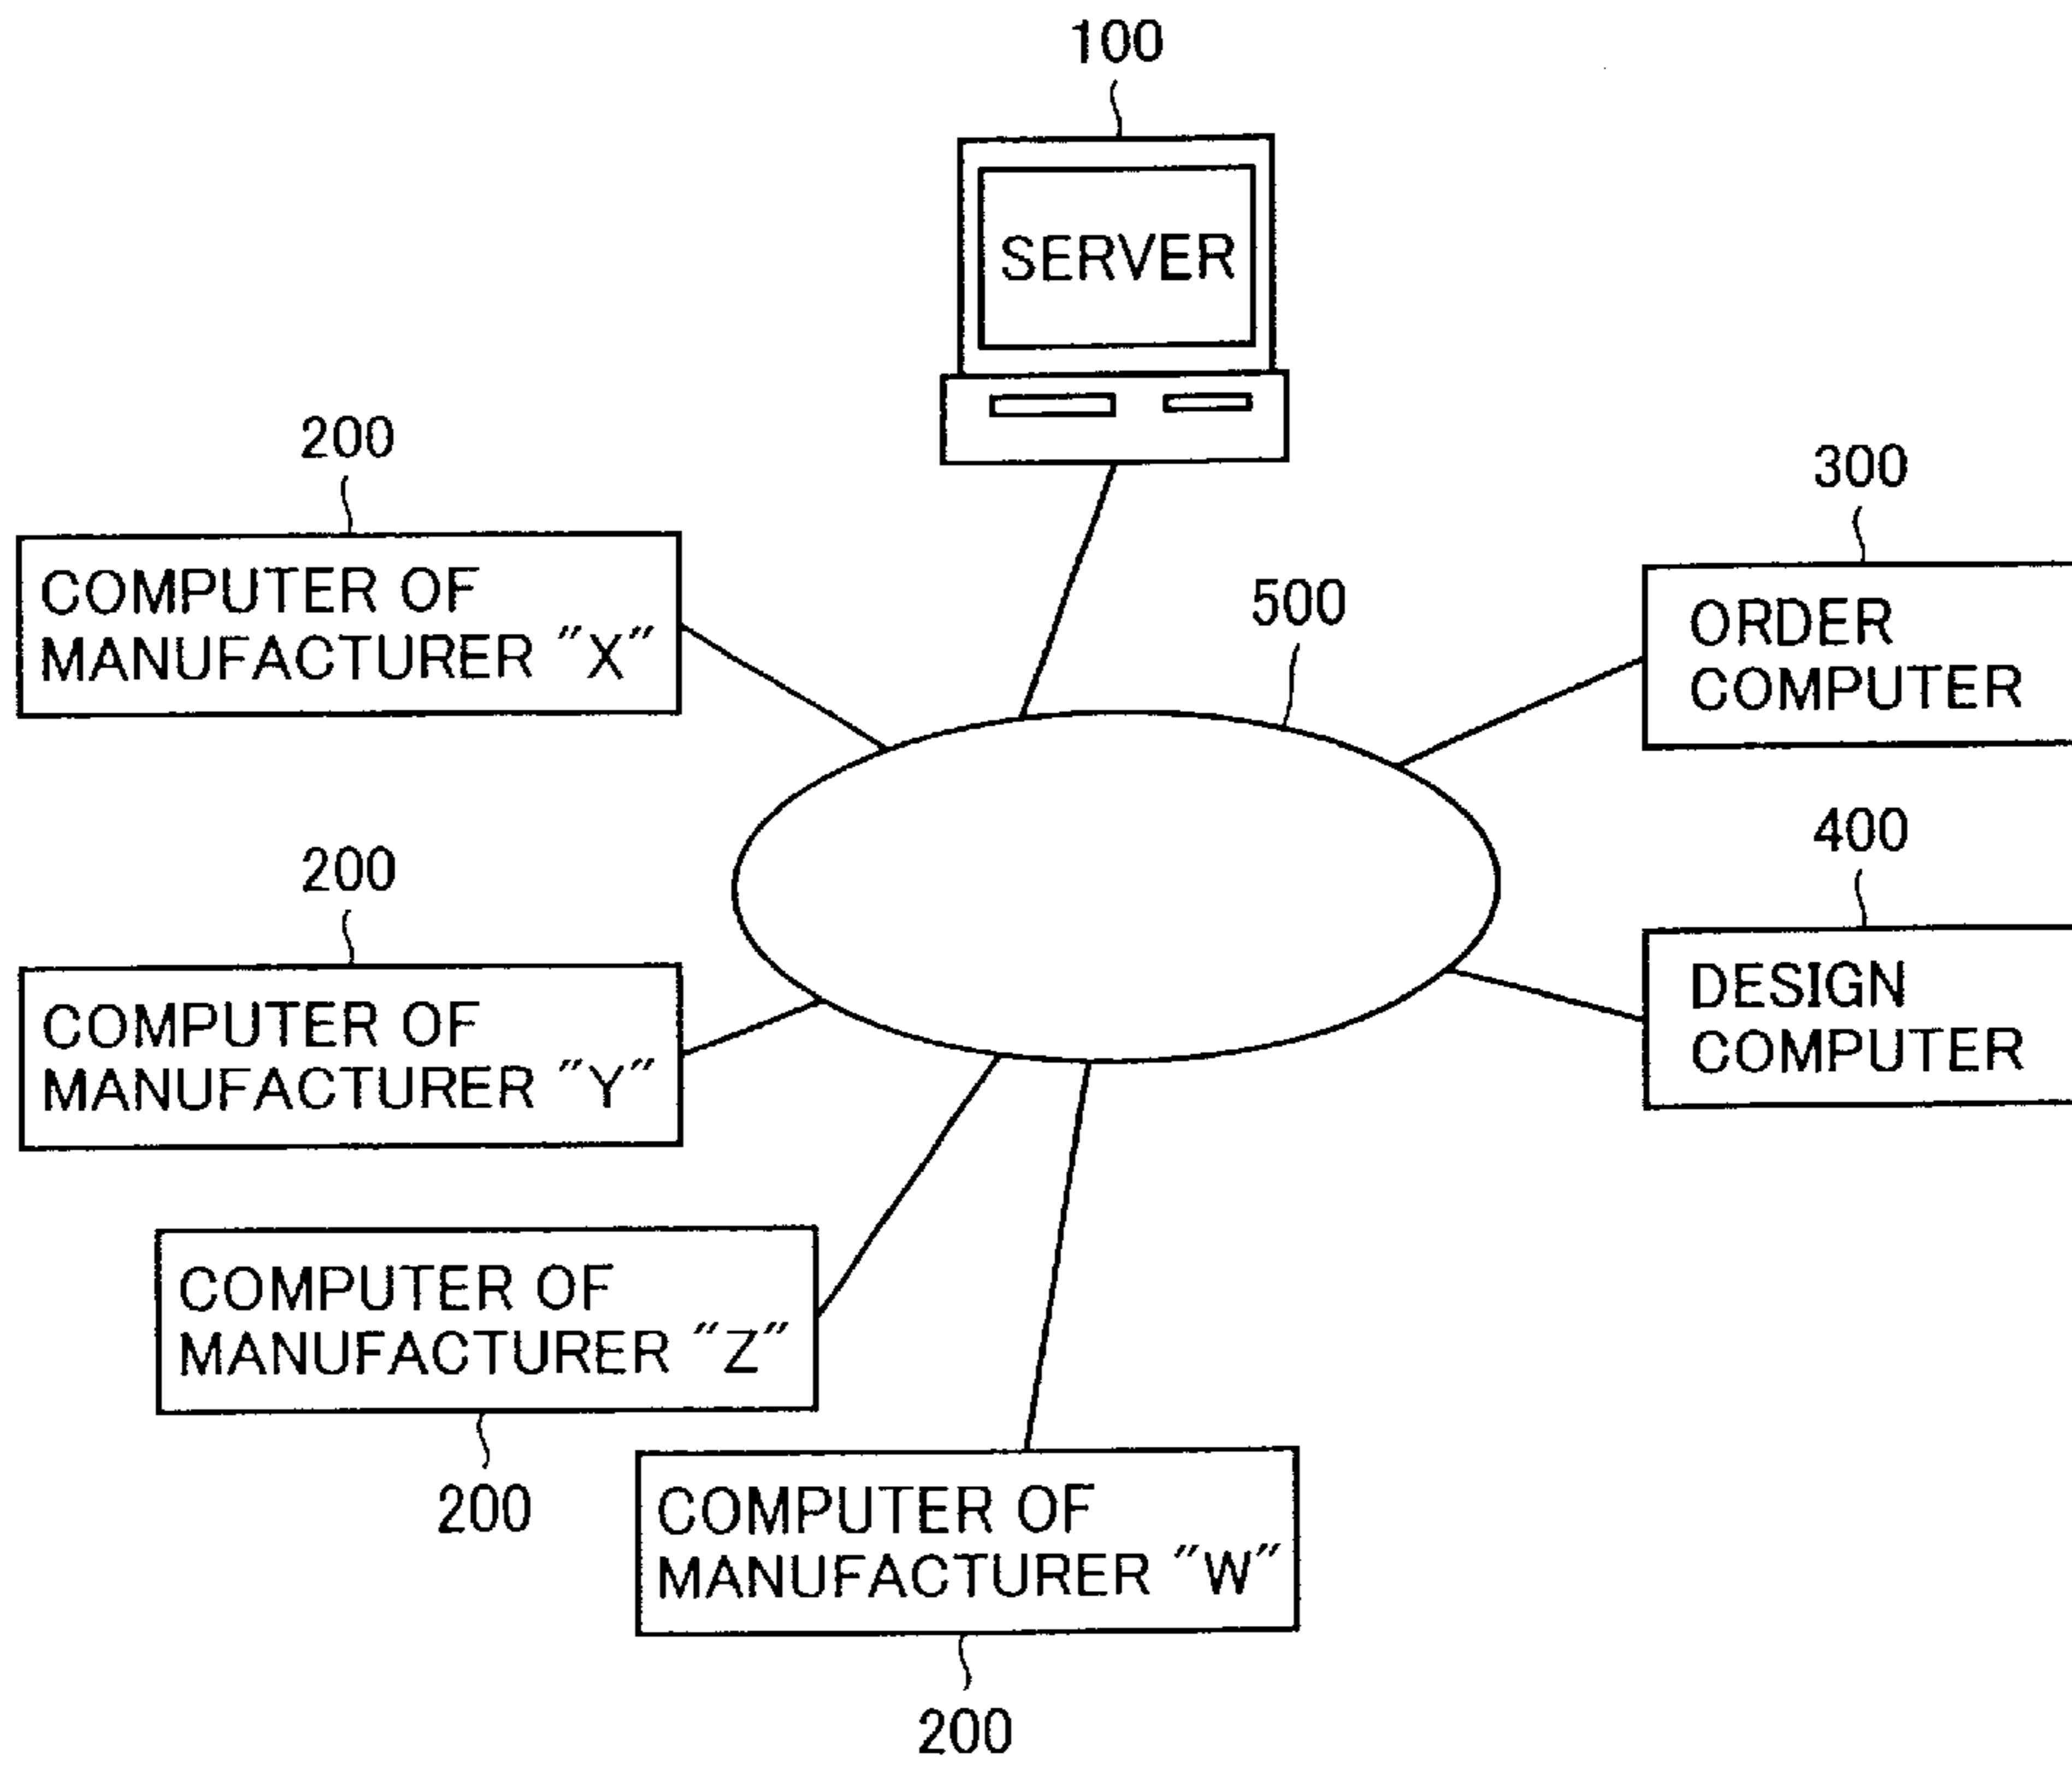 100
SERVER
200
COMPUTER OF
MANUFACTURER "X"
300
ORDER
COMPUTER
500
200
COMPUTER OF
MANUFACTURER "Y"
400
DESIGN
COMPUTER
COMPUTER OF
MANUFACTURER "Z"
200
COMPUTER OF
MANUFACTURER "W"
200